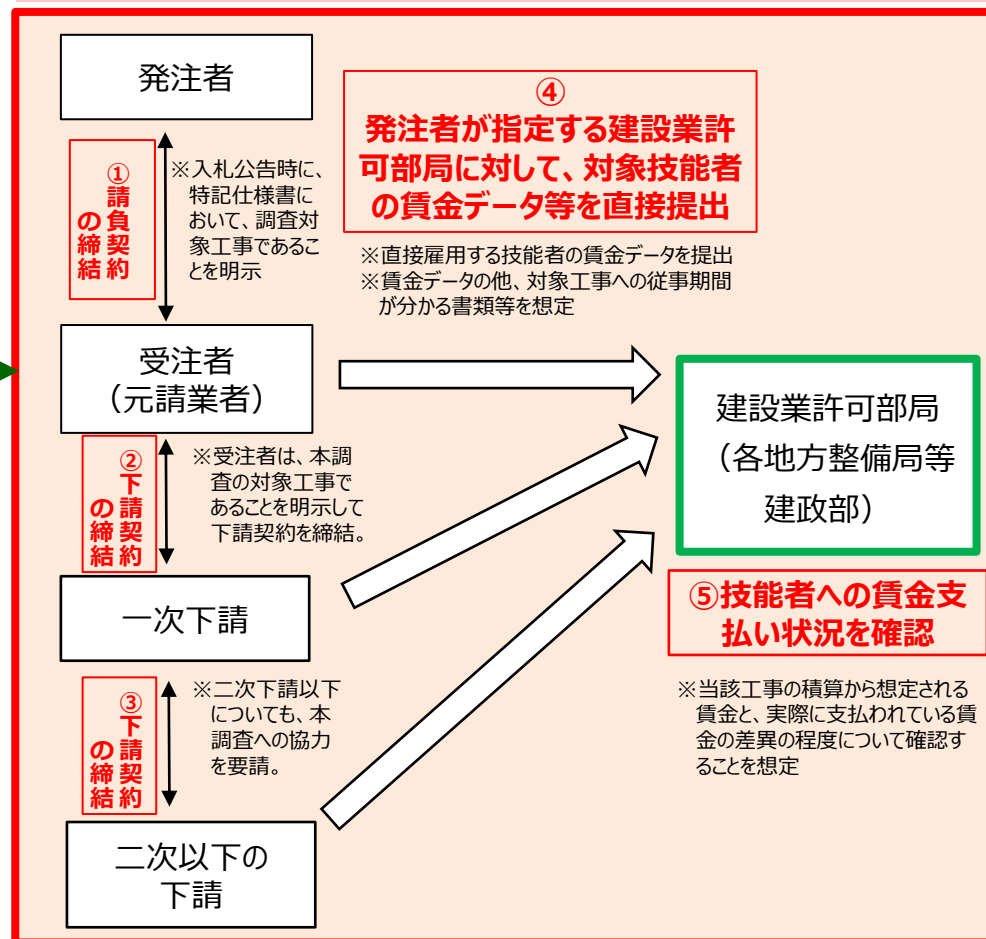 発注者
①請負契約
の締結
※入札公告時に、
特記仕様書に
おいて、調査対
象工事であるこ
とを明示
④
発注者が指定する建設業許
可部局に対して、対象技能者
の賃金データ等を直接提出
※直接雇用する技能者の賃金データを提出
※賃金データの他、対象工事への従事期間
が分かる書類等を想定
受注者
（元請業者）
②下請契約
の締結
※受注者は、本調
査の対象工事で
あることを明示して
下請契約を締結。
建設業許可部局
（各地方整備局等
建政部）
一次下請
⑤技能者への賃金支
払い状況を確認
③下請契約
の締結
※二次下請以下
についても、本
調査への協力
を要請。
※当該工事の積算から想定される
賃金と、実際に支払われている賃
金の差異の程度について確認す
ることを想定
二次以下の
下請